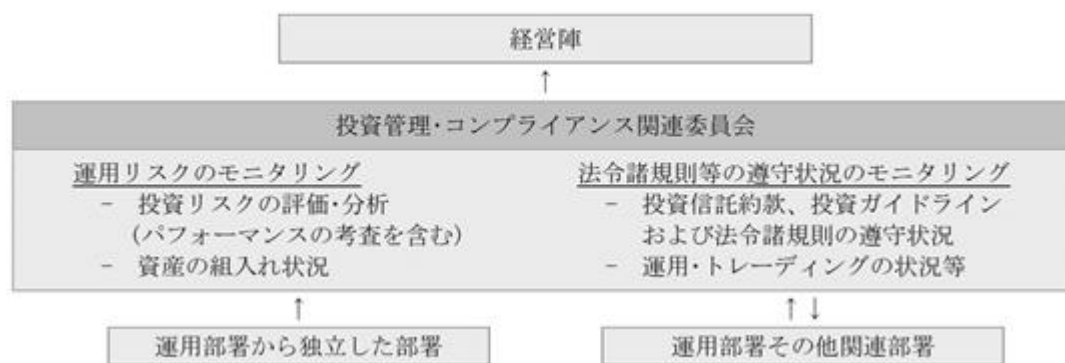 経営陣
↑
投資管理・コンプライアンス関連委員会
運用リスクのモニタリング
− 投資リスクの評価・分析
(パフォーマンスの考査を含む)
− 資産の組入れ状況
法令諸規則等の遵守状況のモニタリング
− 投資信託約款、投資ガイドライン
および法令諸規則の遵守状況
− 運用・トレーディングの状況等
↑
↑↓
運用部署から独立した部署
運用部署その他関連部署